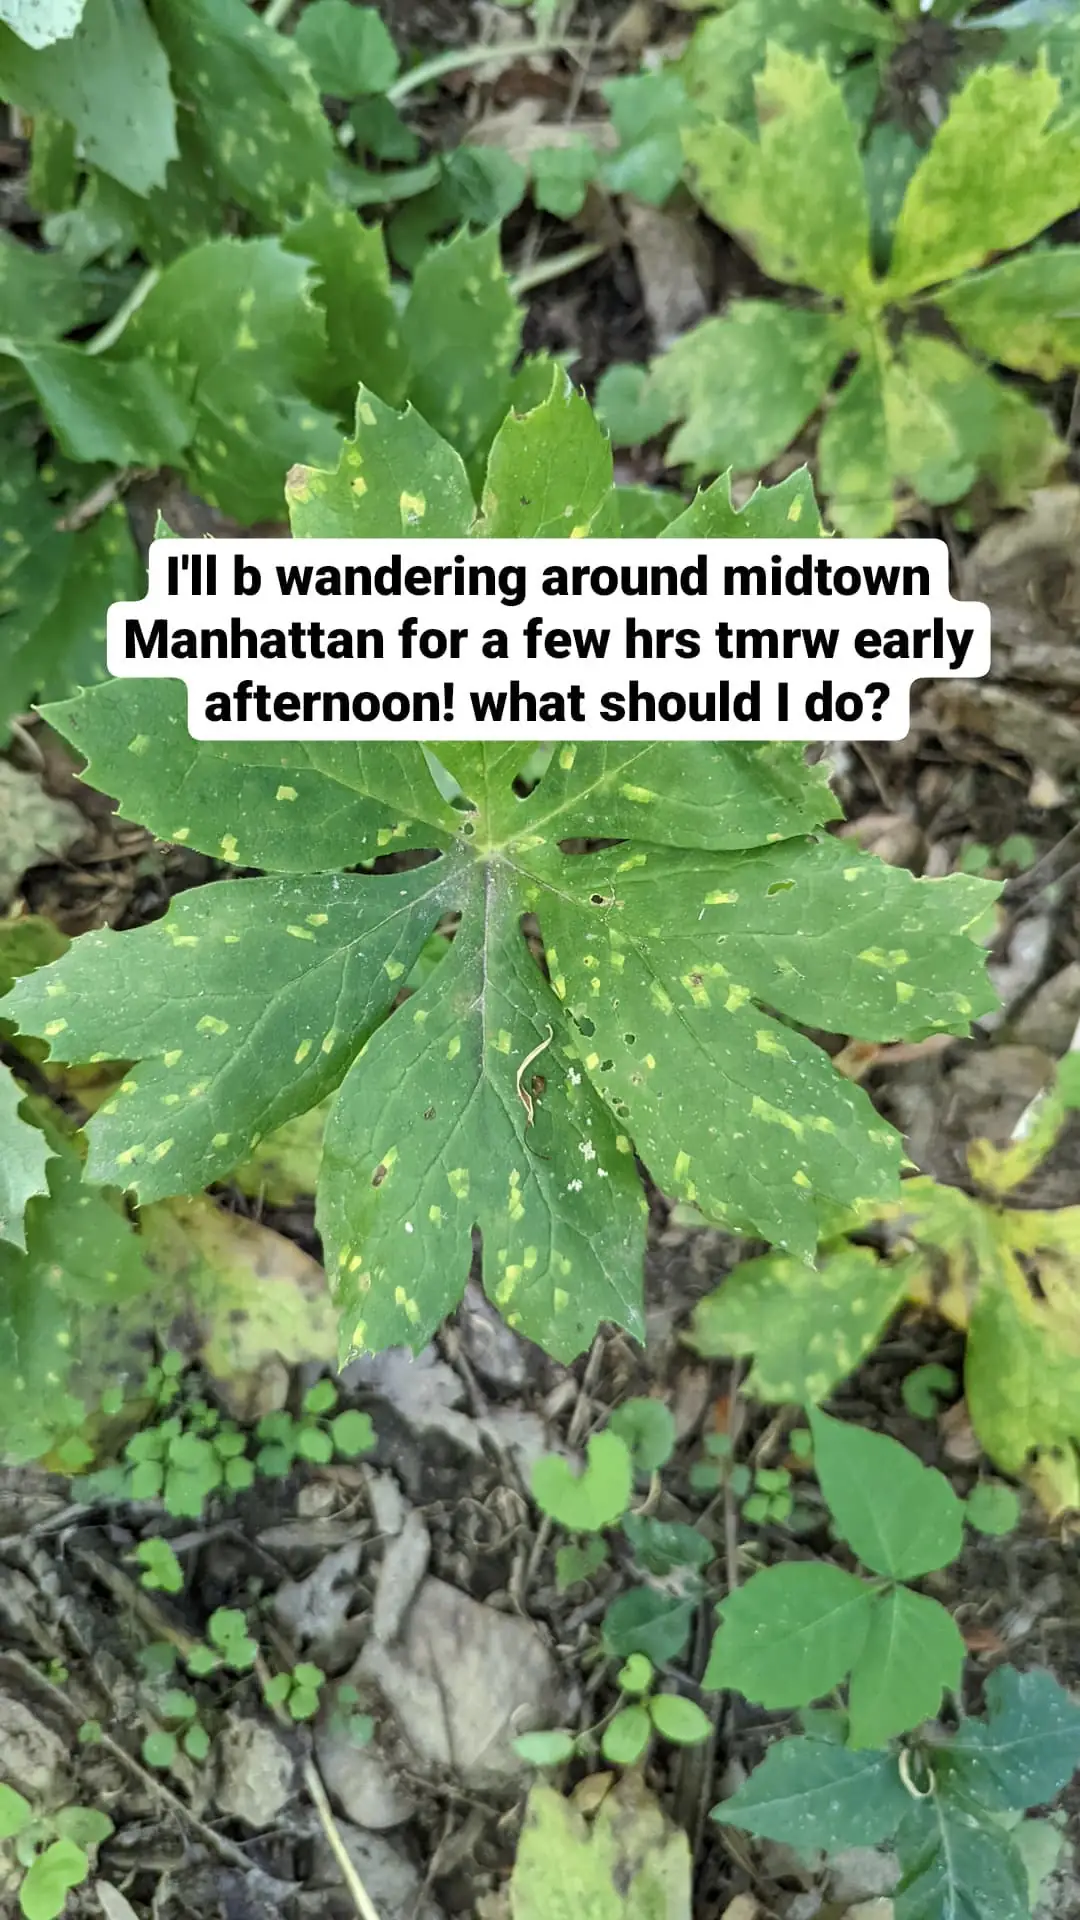 I'll b wandering around midtown
Manhattan for a few hrs tmrw early
afternoon! what should I do?